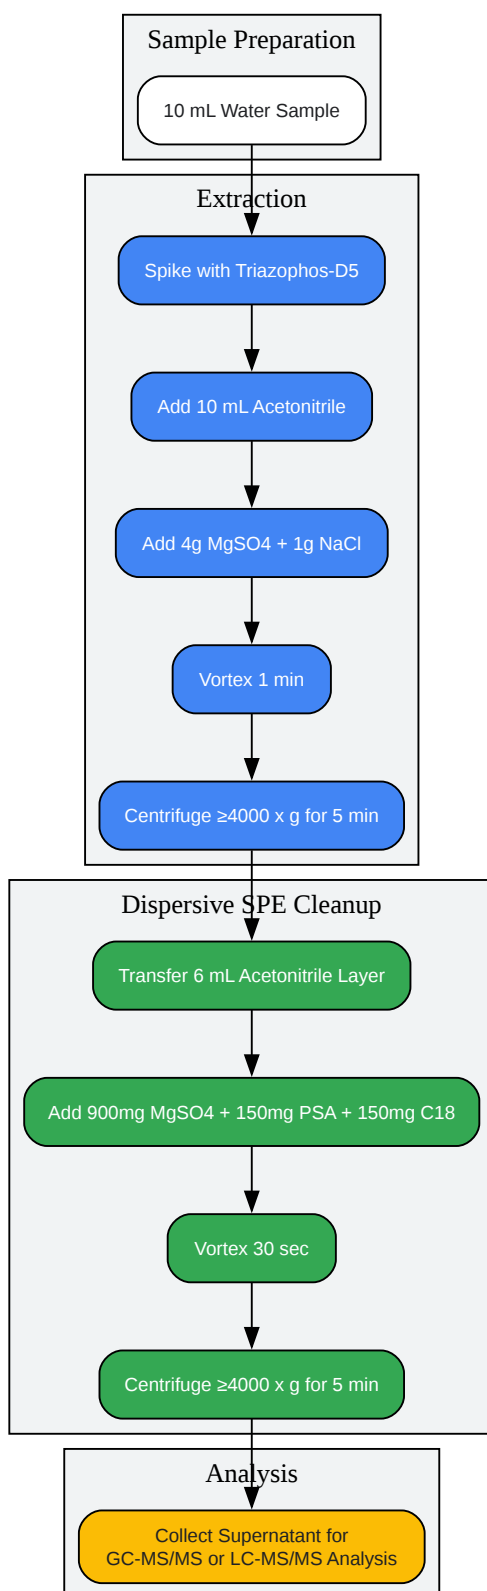 Sample Preparation
10 mL Water Sample
Extraction
Spike with Triazophos-D5
Add 10 mL Acetonitrile
Add 4g MgSO4 + 1g NaCl
Vortex 1 min
Centrifuge ≥4000 x g for 5 min
Dispersive SPE Cleanup
Transfer 6 mL Acetonitrile Layer
Add 900mg MgSO4 + 150mg PSA + 150mg C18
Vortex 30 sec
Centrifuge ≥4000 x g for 5 min
Analysis
Collect Supernatant for
GC-MS/MS or LC-MS/MS Analysis